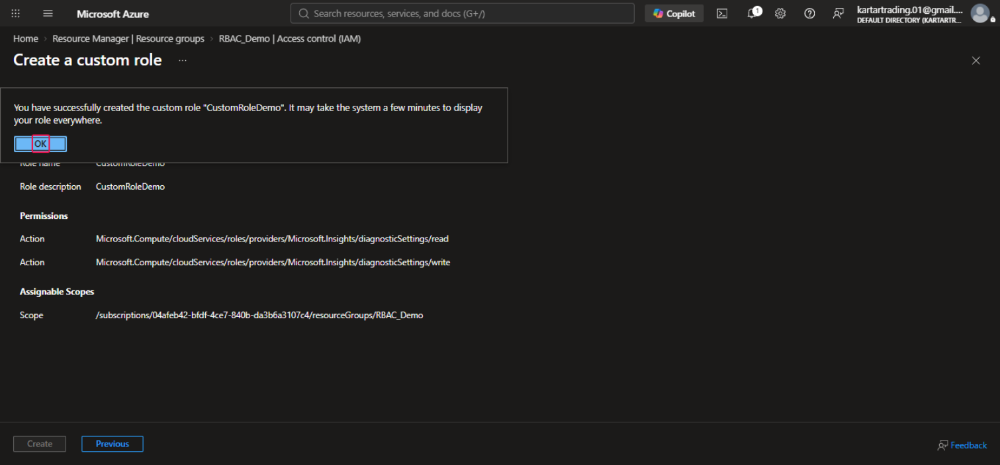 Microsoft Azure
Search resources, services, and docs (G+/)
Copilot
1
kartartrading.01@gmail....
DEFAULT DIRECTORY (KARTARTR...
Home > Resource Manager | Resource groups > RBAC_Demo | Access control (IAM)
Create a custom role ...
You have successfully created the custom role "CustomRoleDemo". It may take the system a few minutes to display
your role everywhere.
OK
Role name CustomRoleDemo
Role description CustomRoleDemo
Permissions
Action Microsoft.Compute/cloudServices/roles/providers/Microsoft.Insights/diagnosticSettings/read
Action Microsoft.Compute/cloudServices/roles/providers/Microsoft.Insights/diagnosticSettings/write
Assignable Scopes
Scope /subscriptions/04afeb42-bfdf-4ce7-840b-da3b6a3107c4/resourceGroups/RBAC_Demo
Create
Previous
Feedback